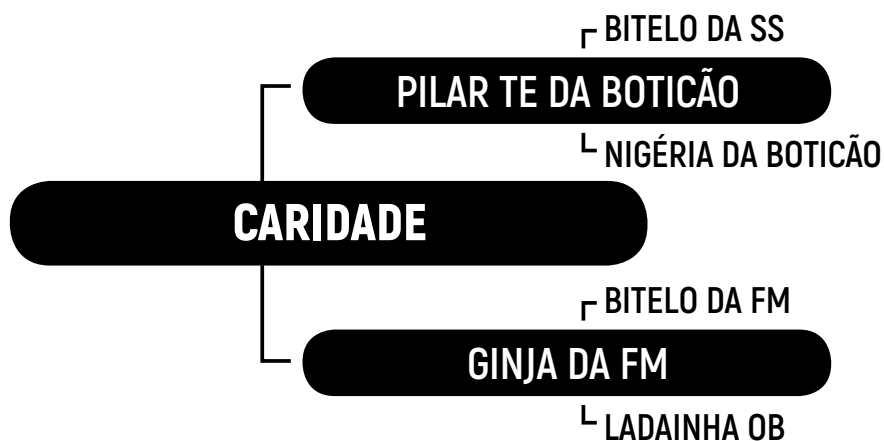 BITELO DA SS
PILAR TE DA BOTICÃO
NIGÉRIA DA BOTICÃO
CARIDADE
BITELO DA FM
GINJA DA FM
LADAINHA OB